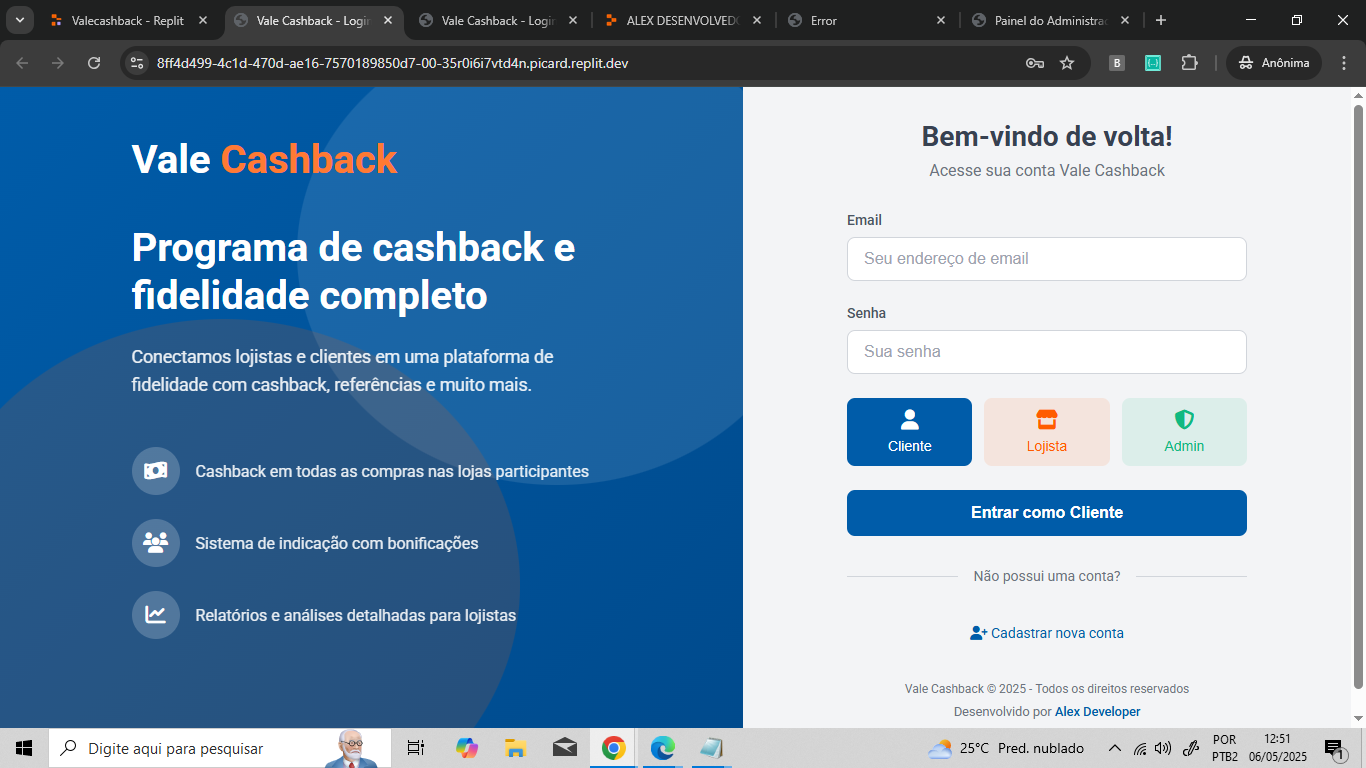 Valecashback - Replit
Vale Cashback - Login
Vale Cashback - Login
ALEX DESENVOLVEDO
Error
Painel do Administrac
8ff4d499-4c1d-470d-ae16-7570189850d7-00-35r0i6i7vtd4n.picard.replit.dev
B
Anônima
Vale Cashback
Programa de cashback e
fidelidade completo
Conectamos lojistas e clientes em uma plataforma de
fidelidade com cashback, referências e muito mais.
Cashback em todas as compras nas lojas participantes
Sistema de indicação com bonificações
Relatórios e análises detalhadas para lojistas
Bem-vindo de volta!
Acesse sua conta Vale Cashback
Email
Seu endereço de email
Senha
Sua senha
Cliente
Lojista
Admin
Entrar como Cliente
Não possui uma conta?
Cadastrar nova conta
Vale Cashback © 2025 - Todos os direitos reservados
Desenvolvido por Alex Developer
Digite aqui para pesquisar
25°C Pred. nublado
POR
PTB2
12:51
06/05/2025
1